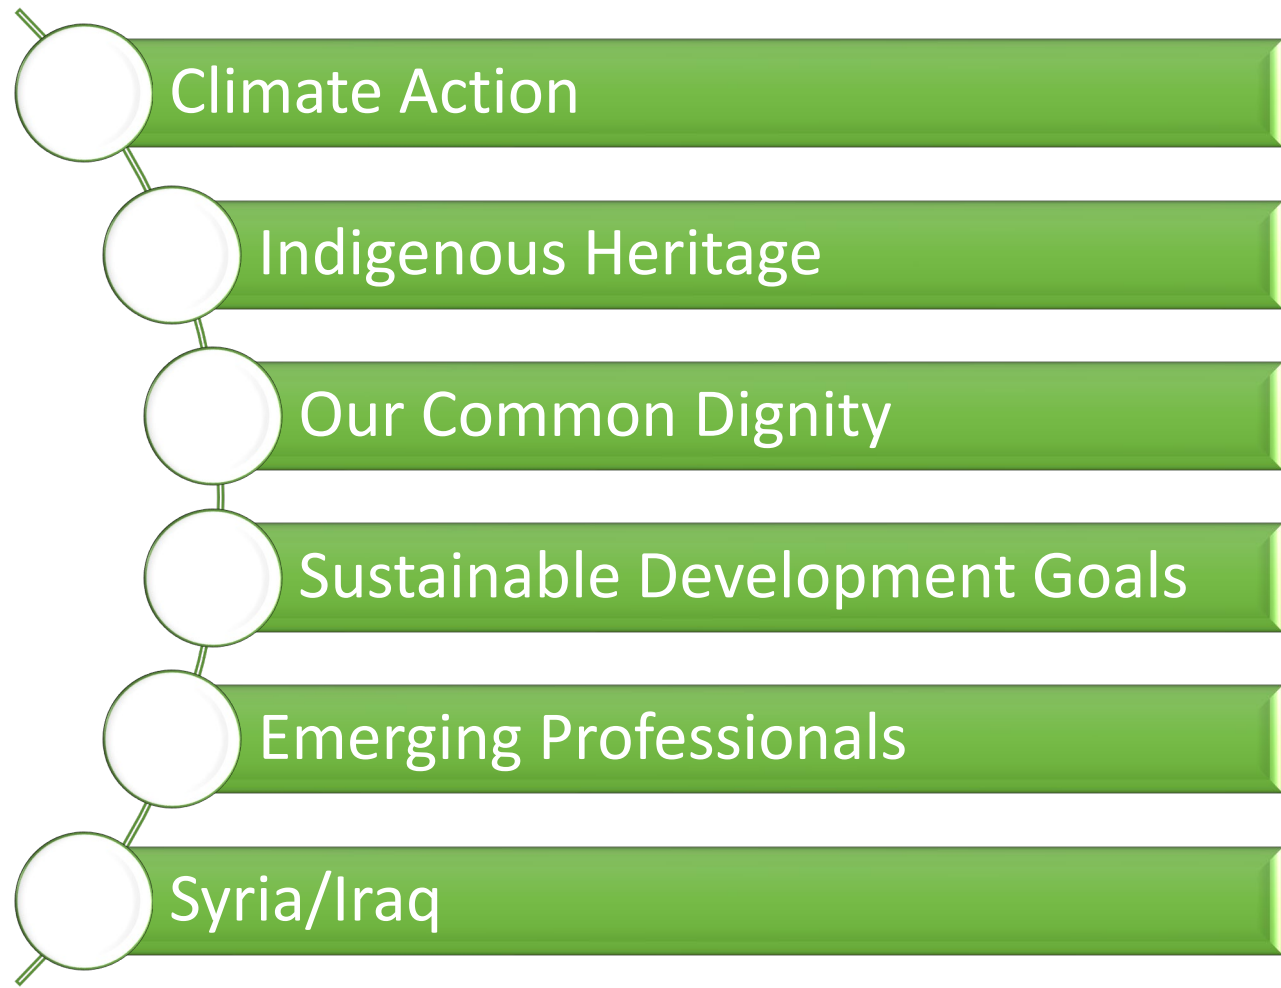 Climate Action
Indigenous Heritage
Our Common Dignity
Sustainable Development Goals
Emerging Professionals
Syria/Iraq